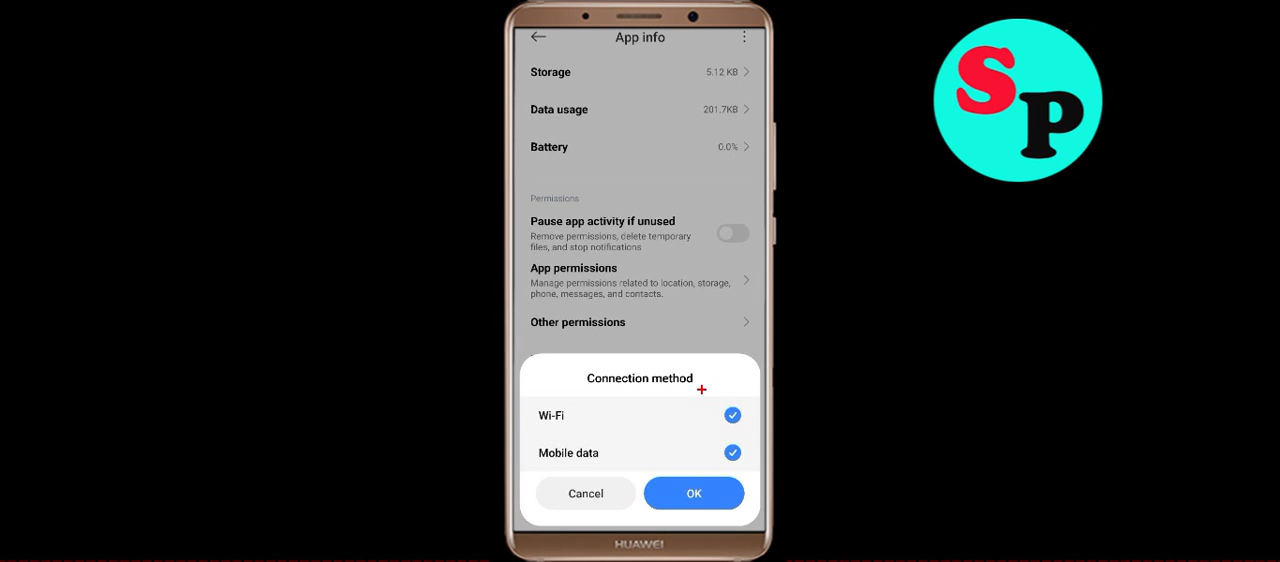 App info
Storage 5.12 KB
Data usage 201.7KB
Battery 0.0%
Permissions
Pause app activity if unused
Remove permissions, delete temporary
files, and stop notifications
App permissions
Manage permissions related to location, storage,
phone, messages, and contacts.
Other permissions
Connection method
Wi-Fi
Mobile data
Cancel OK
HUAWEI
SP